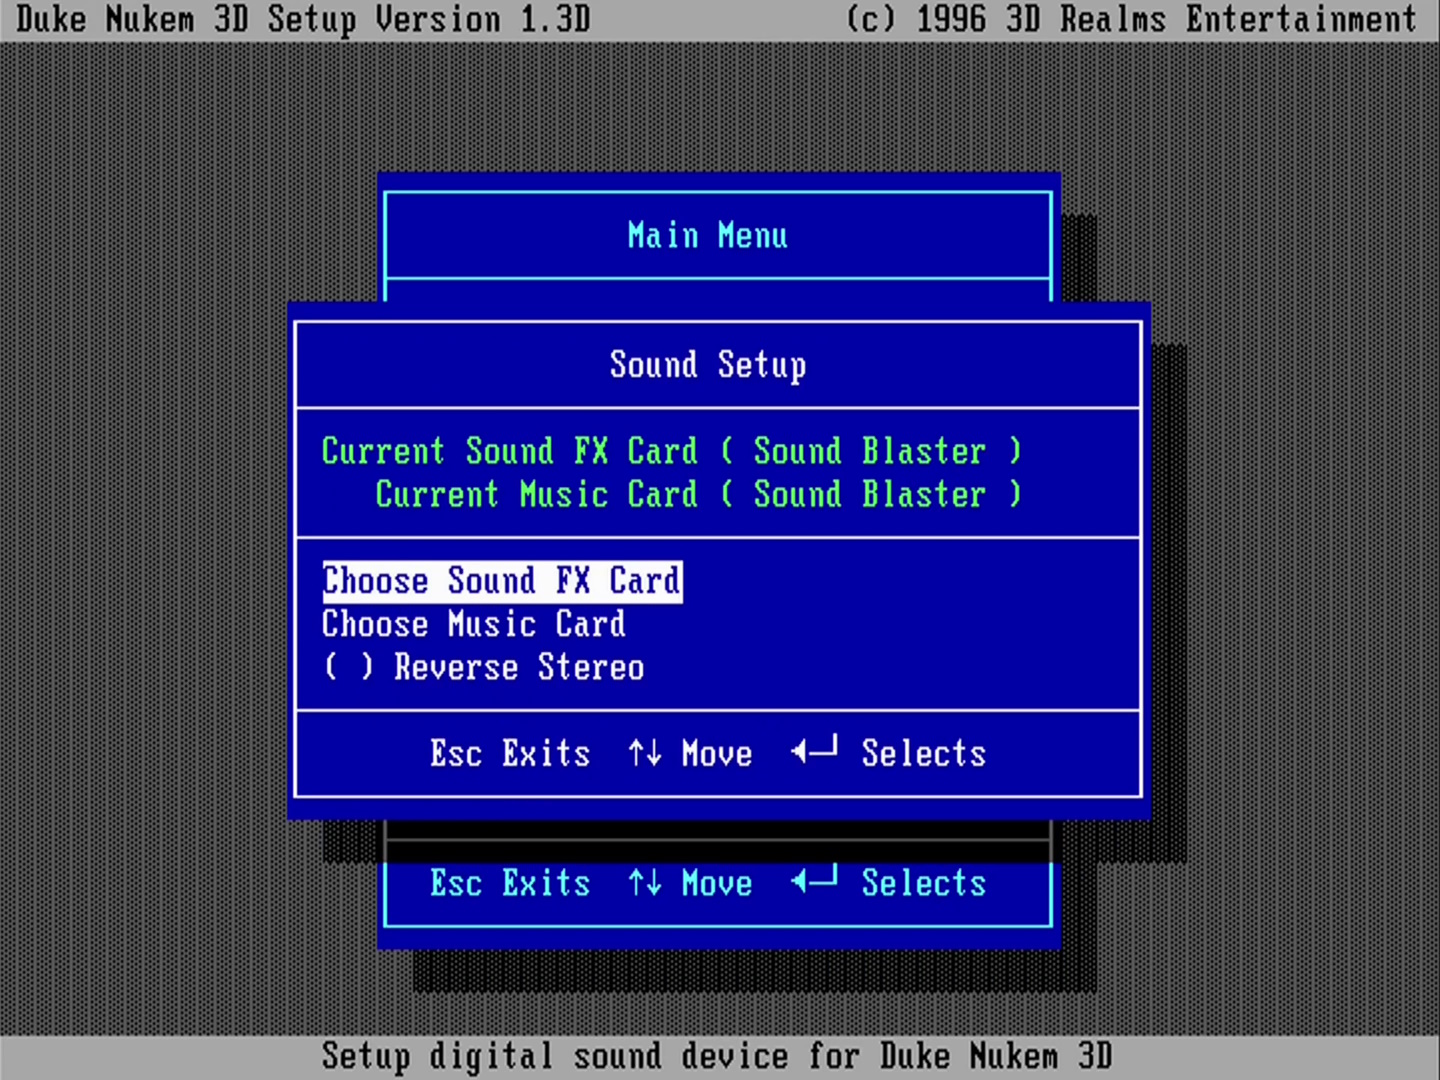 Duke Nukem 3D Setup Version 1.3D (c) 1996 3D Realms Entertainment
Main Menu
Sound Setup
Current Sound FX Card ( Sound Blaster )
Current Music Card ( Sound Blaster )
Choose Sound FX Card
Choose Music Card
( ) Reverse Stereo
Esc Exits ↑↓ Move ◄─┘ Selects
Esc Exits ↑↓ Move ◄─┘ Selects
Setup digital sound device for Duke Nukem 3D